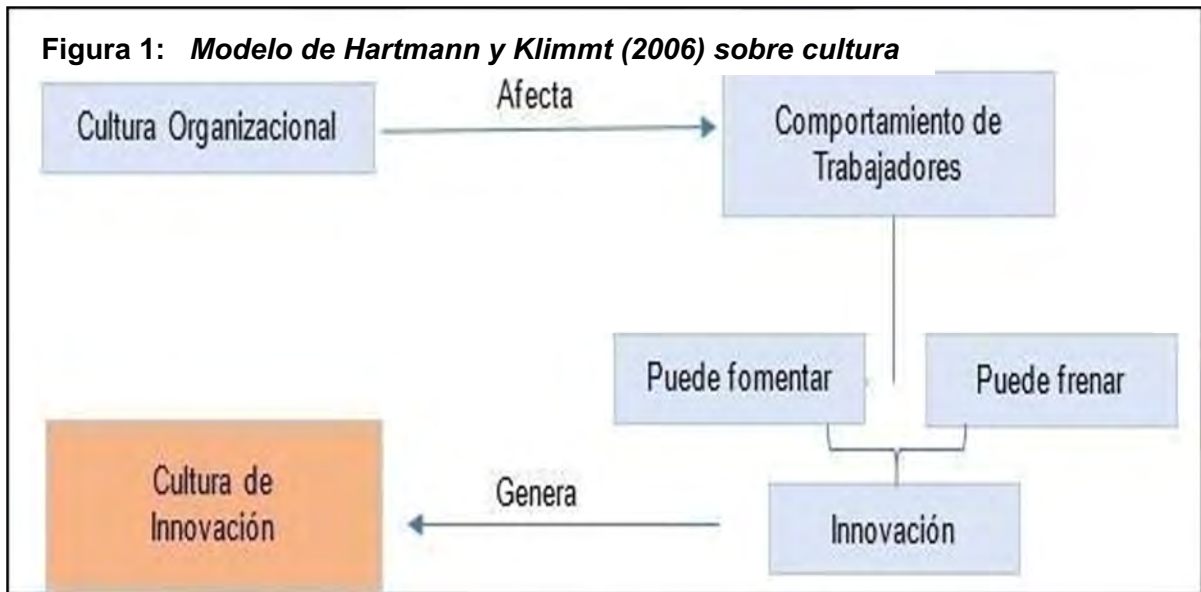 Figura 1: Modelo de Hartmann y Klimmt (2006) sobre cultura
Cultura Organizacional
Afecta
Comportamiento de
Trabajadores
Puede fomentar
Puede frenar
Cultura de
Innovación
Genera
Innovación